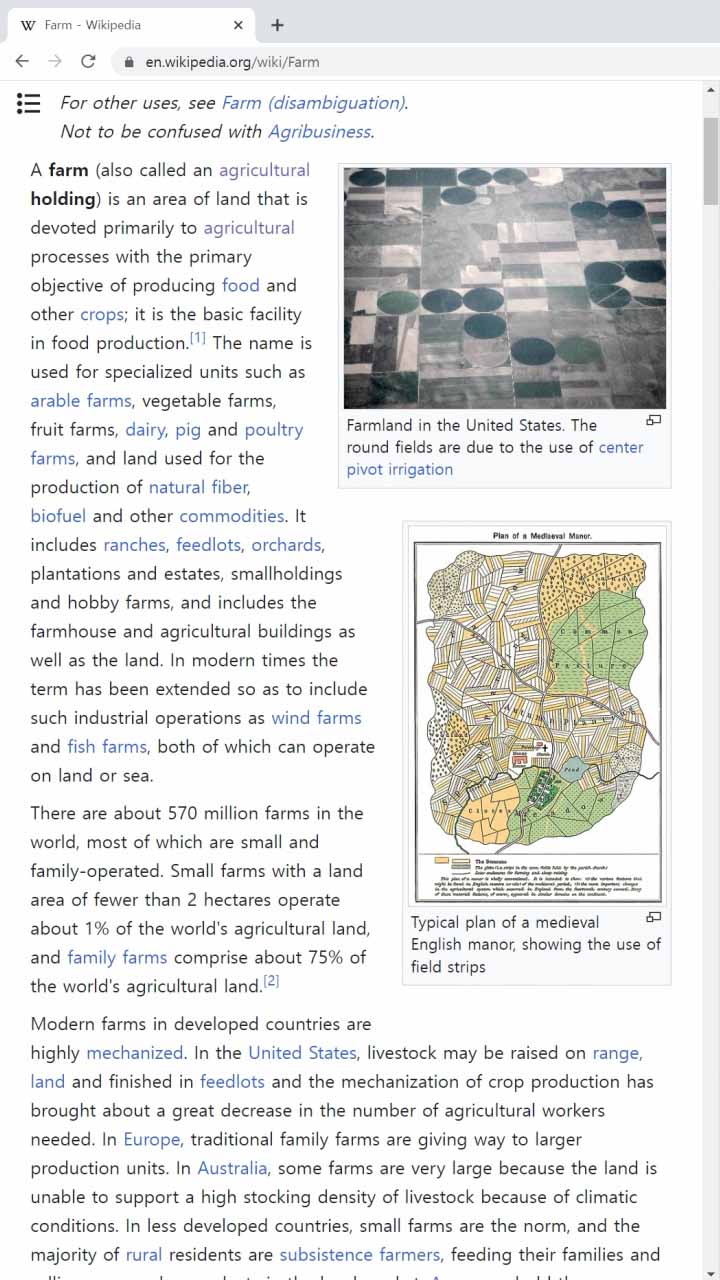 Farm - Wikipedia
en.wikipedia.org/wiki/Farm
For other uses, see Farm (disambiguation).
Not to be confused with Agribusiness.
A farm (also called an agricultural
holding) is an area of land that is
devoted primarily to agricultural
processes with the primary
objective of producing food and
other crops; it is the basic facility
in food production.[1] The name is
used for specialized units such as
arable farms, vegetable farms,
fruit farms, dairy, pig and poultry
farms, and land used for the
production of natural fiber,
biofuel and other commodities. It
includes ranches, feedlots, orchards,
plantations and estates, smallholdings
and hobby farms, and includes the
farmhouse and agricultural buildings as
well as the land. In modern times the
term has been extended so as to include
such industrial operations as wind farms
and fish farms, both of which can operate
on land or sea.
Farmland in the United States. The
round fields are due to the use of center
pivot irrigation
Plan of a Mediaeval Manor.
Common
Pasture
Autumn Planting
Pond
Close
Meadow
The Demesne
Typical plan of a medieval
English manor, showing the use of
field strips
There are about 570 million farms in the
world, most of which are small and
family-operated. Small farms with a land
area of fewer than 2 hectares operate
about 1% of the world's agricultural land,
and family farms comprise about 75% of
the world's agricultural land.[2]
Modern farms in developed countries are
highly mechanized. In the United States, livestock may be raised on range,
land and finished in feedlots and the mechanization of crop production has
brought about a great decrease in the number of agricultural workers
needed. In Europe, traditional family farms are giving way to larger
production units. In Australia, some farms are very large because the land is
unable to support a high stocking density of livestock because of climatic
conditions. In less developed countries, small farms are the norm, and the
majority of rural residents are subsistence farmers, feeding their families and